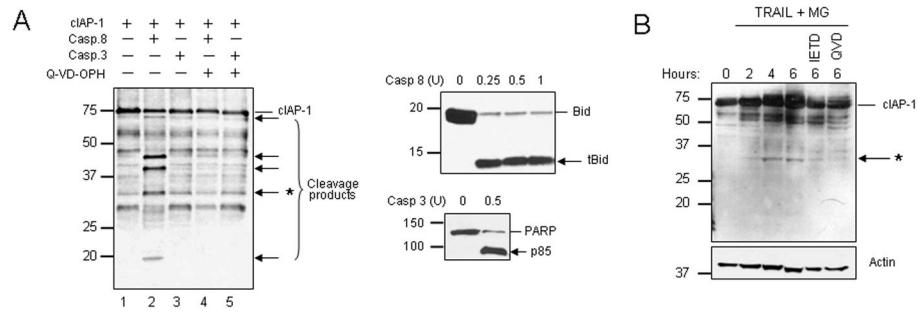 A
cIAP-1 + + + + +
Casp.8 – + – + –
Casp.3 – – + – +
Q-VD-OPH – – – + +
75
50
37
25
20
cIAP-1
*
Cleavage
products
1 2 3 4 5
Casp 8 (U) 0 0.25 0.5 1
20
15
Bid
tBid
Casp 3 (U) 0 0.5
150
100
PARP
p85
B
TRAIL + MG
IETD
QVD
Hours: 0 2 4 6 6 6
75
50
37
25
20
cIAP-1
*
37
Actin